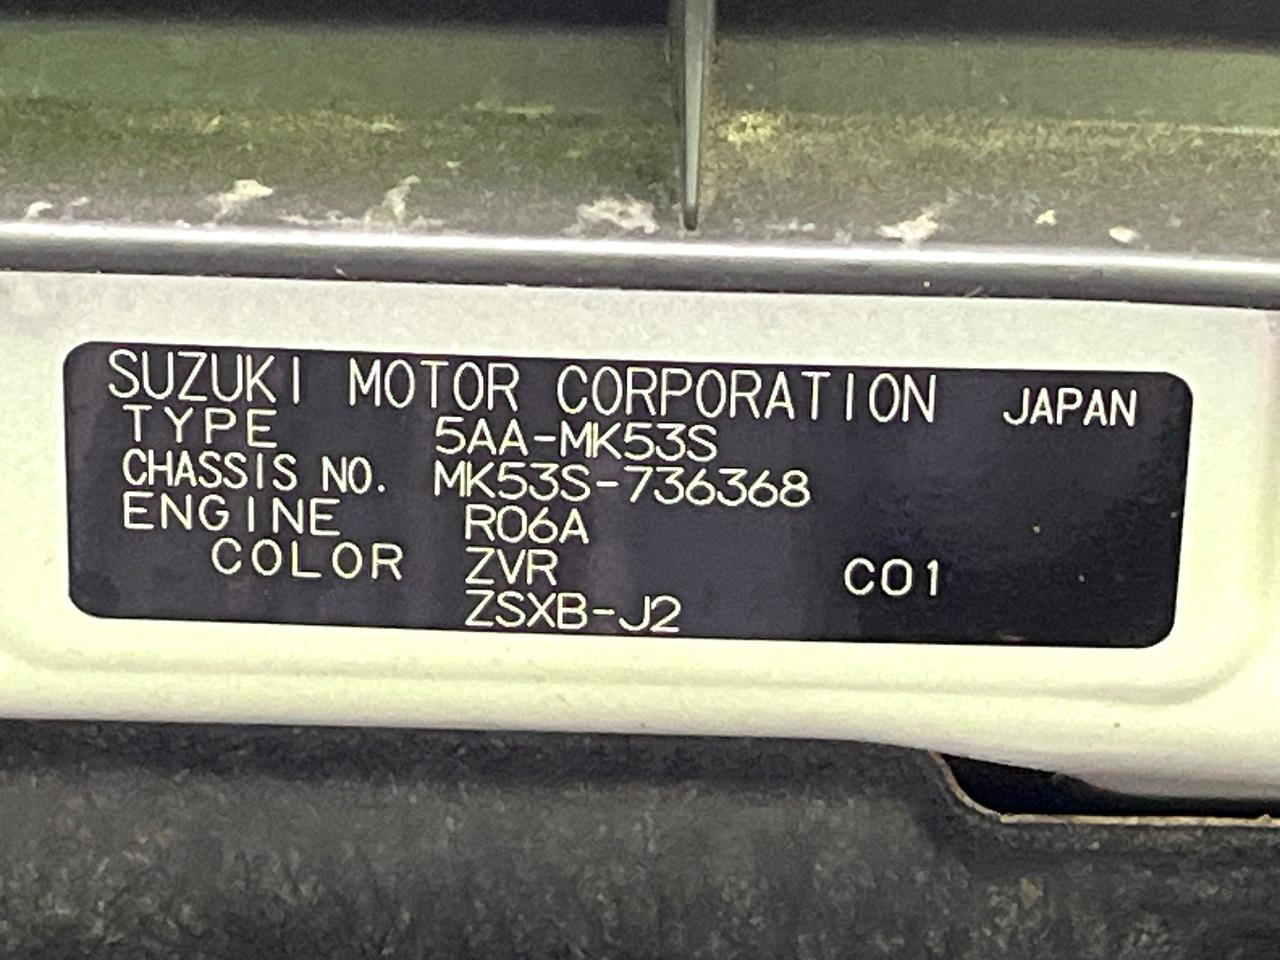 SUZUKI MOTOR CORPORATION JAPAN
TYPE 5AA-MK53S
CHASSIS NO. MK53S-736368
ENGINE R06A
COLOR ZVR C01
ZSXB-J2